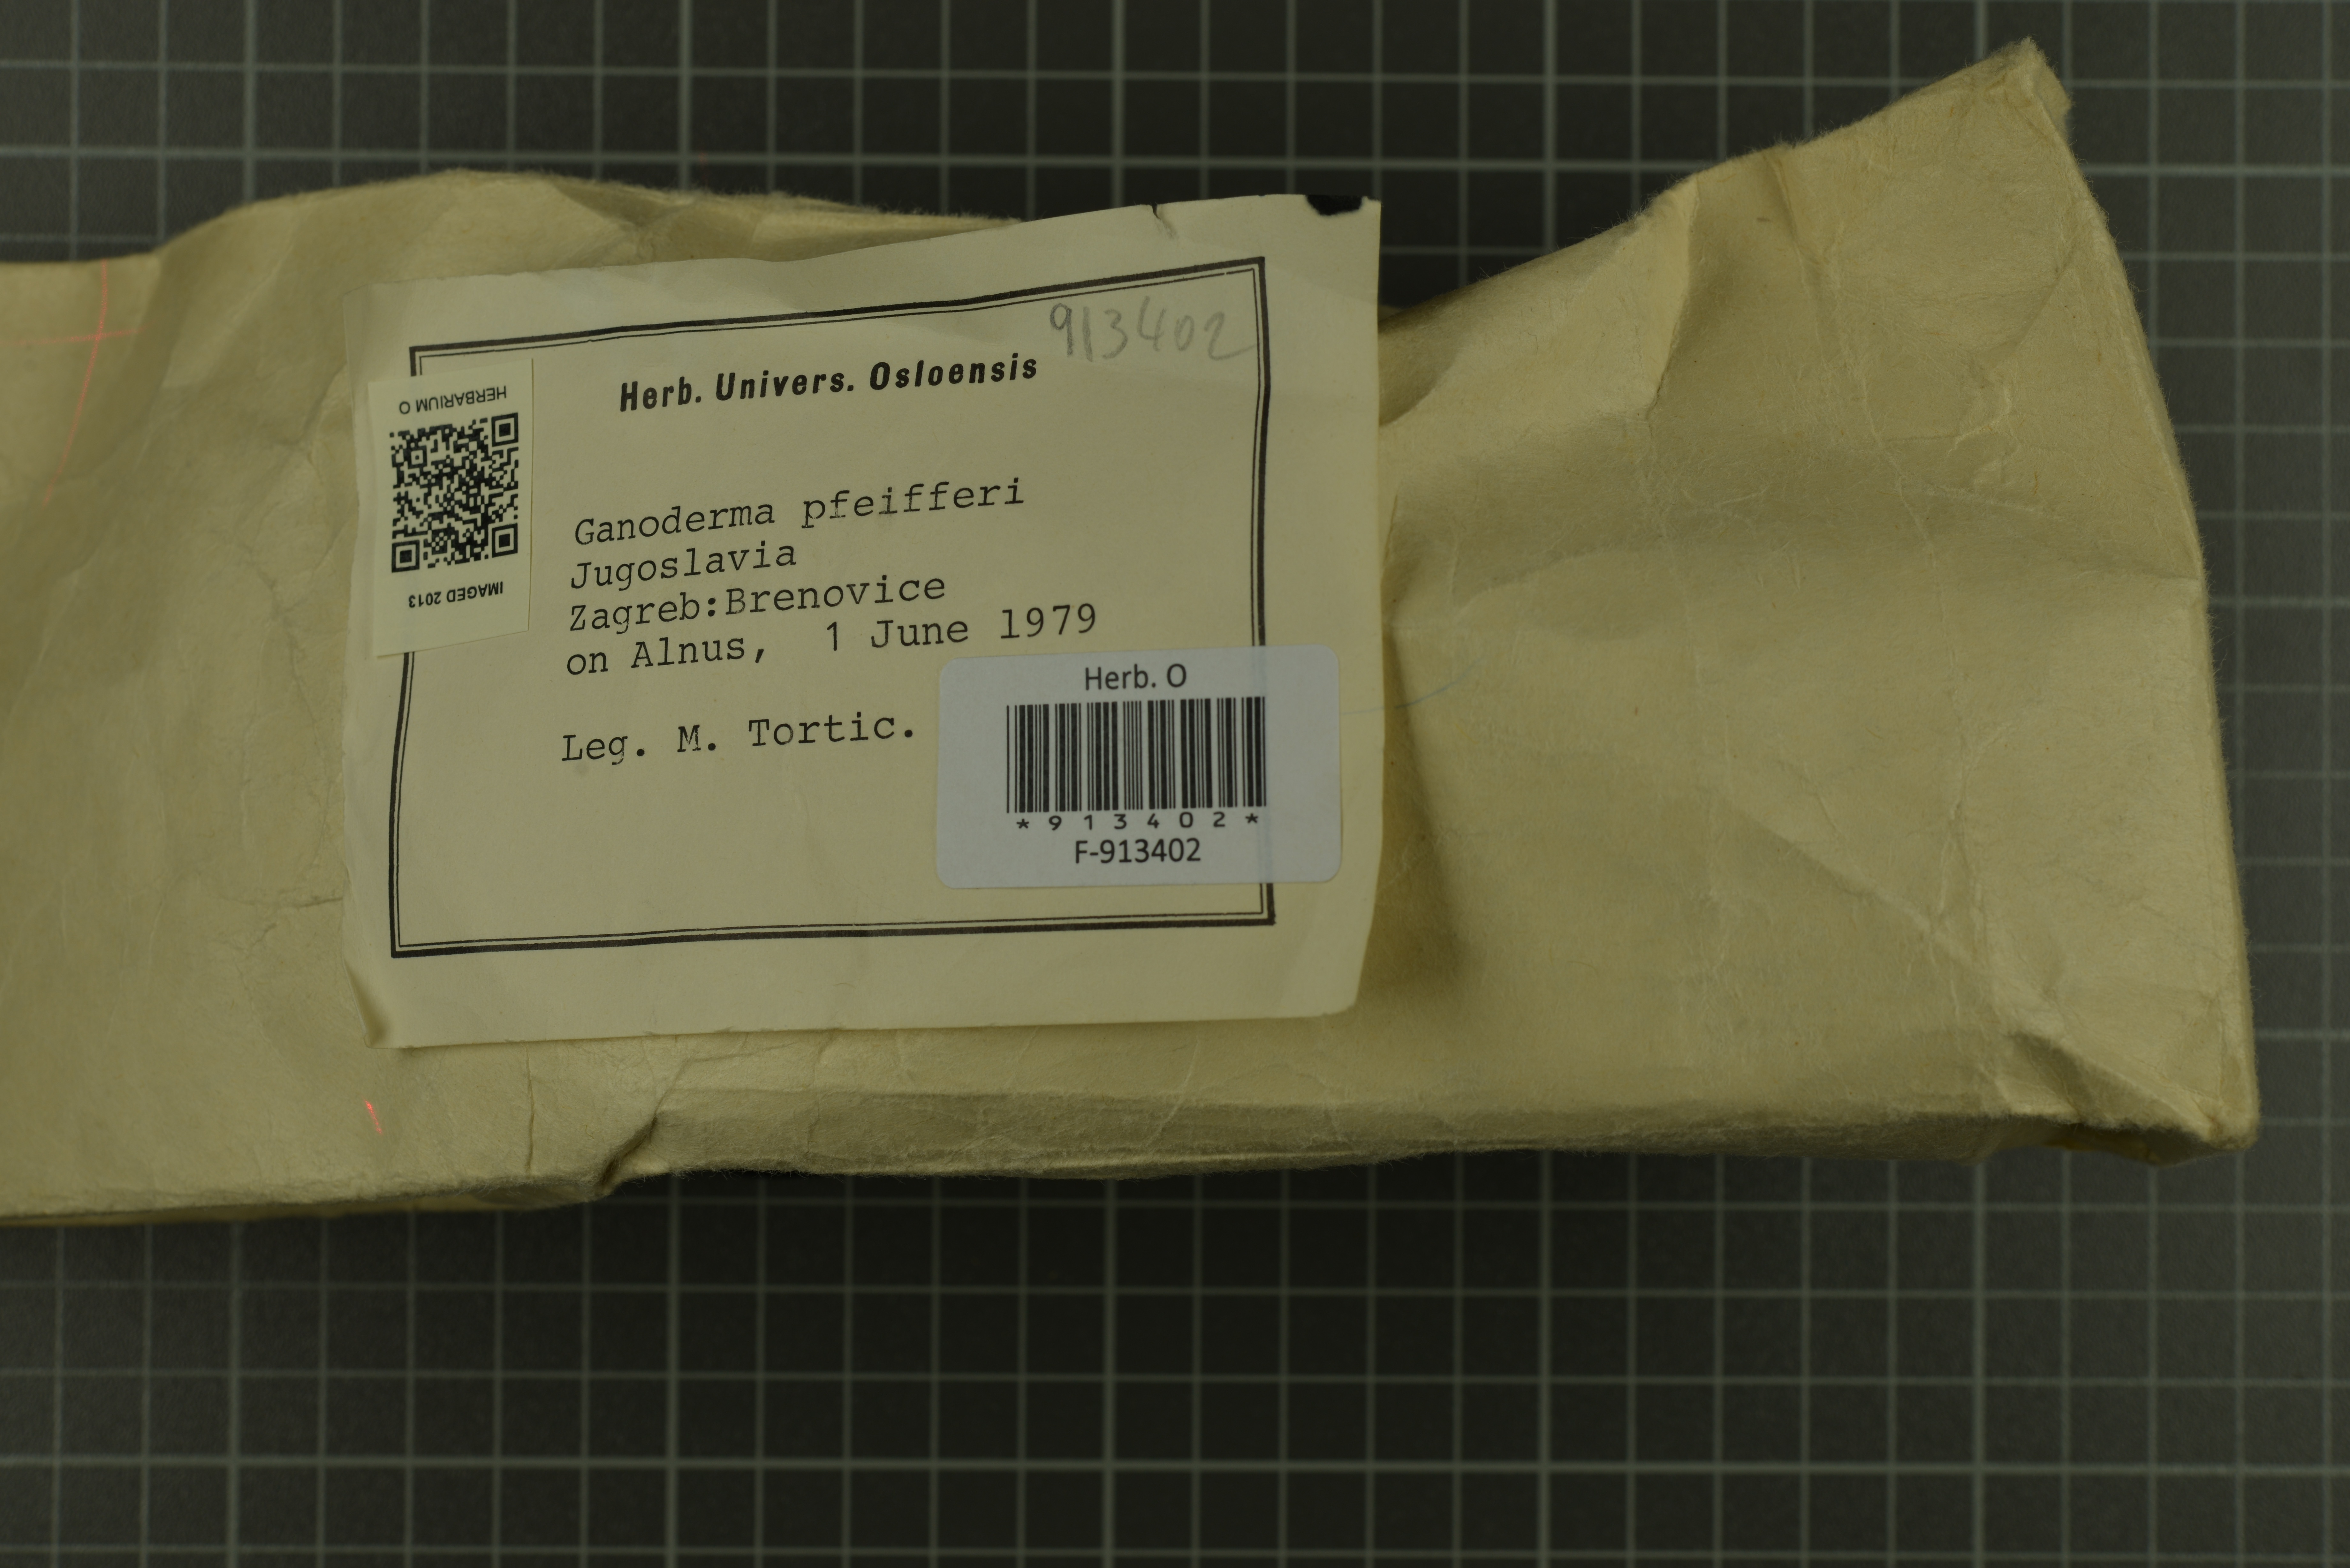 913402
Herb. Univers. Osloensis
HERBARIUM O
IMAGED 2013
Ganoderma pfeifferi
Jugoslavia
Zagreb:Brenovice
on Alnus,  1 June 1979
Leg. M. Tortic.
Herb. O
*913402*
F-913402